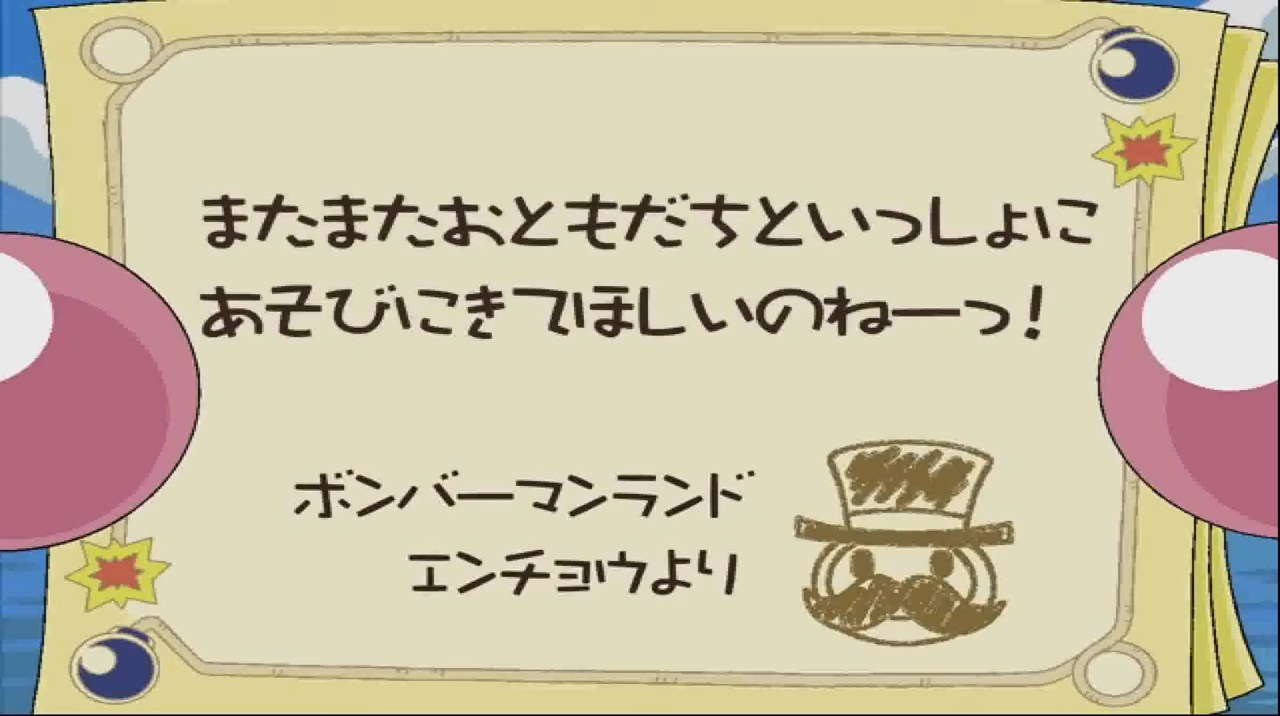 またまたおともだちといっしょに
あそびにきてほしいのねーっ！
ボンバーマンランド
エンチョウより